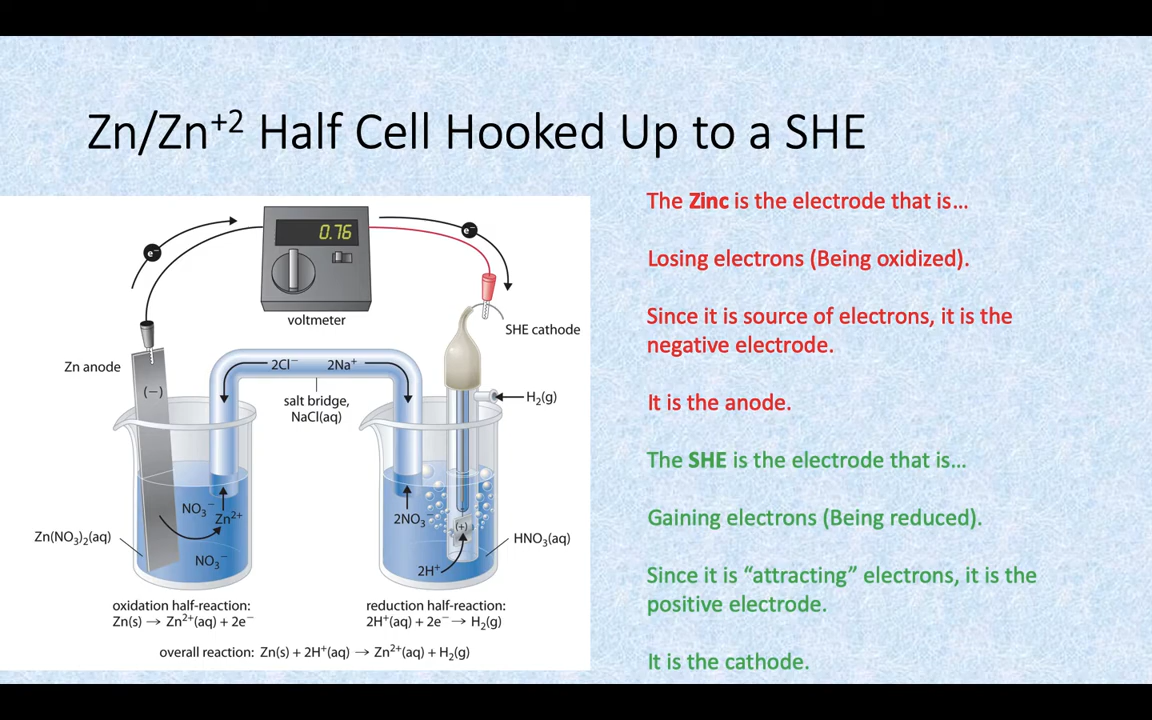 Zn/Zn⁺² Half Cell Hooked Up to a SHE
0.76
e⁻
e⁻
voltmeter
SHE cathode
Zn anode
(−)
2Cl⁻
2Na⁺
salt bridge,
NaCl(aq)
H₂(g)
NO₃⁻
Zn²⁺
NO₃⁻
Zn(NO₃)₂(aq)
2NO₃⁻
(+)
2H⁺
HNO₃(aq)
oxidation half-reaction:
Zn(s) → Zn²⁺(aq) + 2e⁻
reduction half-reaction:
2H⁺(aq) + 2e⁻ → H₂(g)
overall reaction: Zn(s) + 2H⁺(aq) → Zn²⁺(aq) + H₂(g)
The Zinc is the electrode that is…
Losing electrons (Being oxidized).
Since it is source of electrons, it is the
negative electrode.
It is the anode.
The SHE is the electrode that is…
Gaining electrons (Being reduced).
Since it is “attracting” electrons, it is the
positive electrode.
It is the cathode.